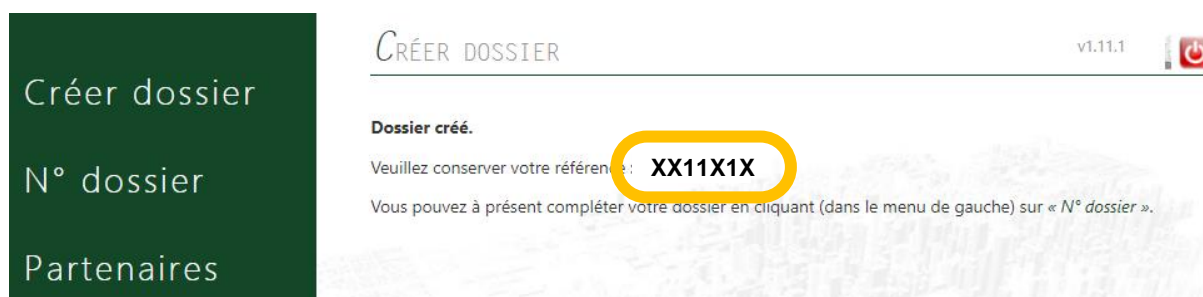 Créer dossier
N° dossier
Partenaires
CRÉER DOSSIER
v1.11.1
Dossier créé.
Veuillez conserver votre référence : XX11X1X
Vous pouvez à présent compléter votre dossier en cliquant (dans le menu de gauche) sur « N° dossier ».